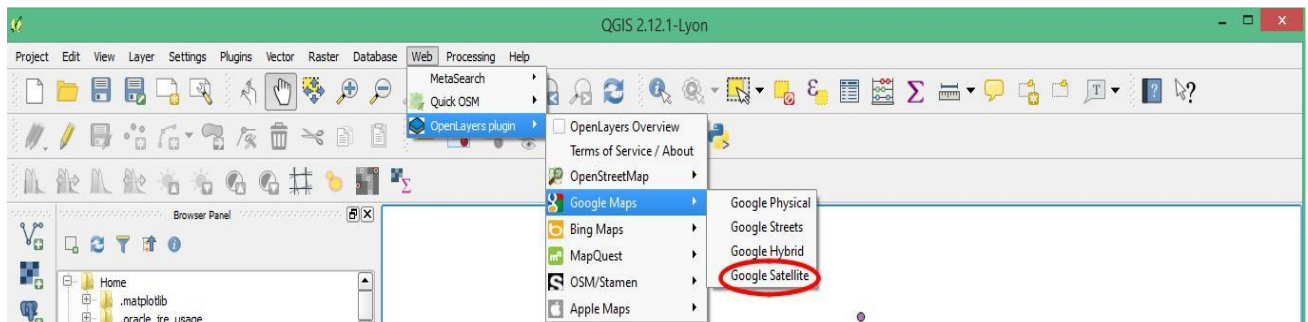 QGIS 2.12.1-Lyon
Project Edit View Layer Settings Plugins Vector Raster Database Web Processing Help
MetaSearch
Quick OSM
OpenLayers plugin
OpenLayers Overview
Terms of Service / About
OpenStreetMap
Google Maps
Google Physical
Google Streets
Google Hybrid
Google Satellite
Bing Maps
MapQuest
OSM/Stamen
Apple Maps
Browser Panel
Home
.matplotlib
.oracle_jre_usage